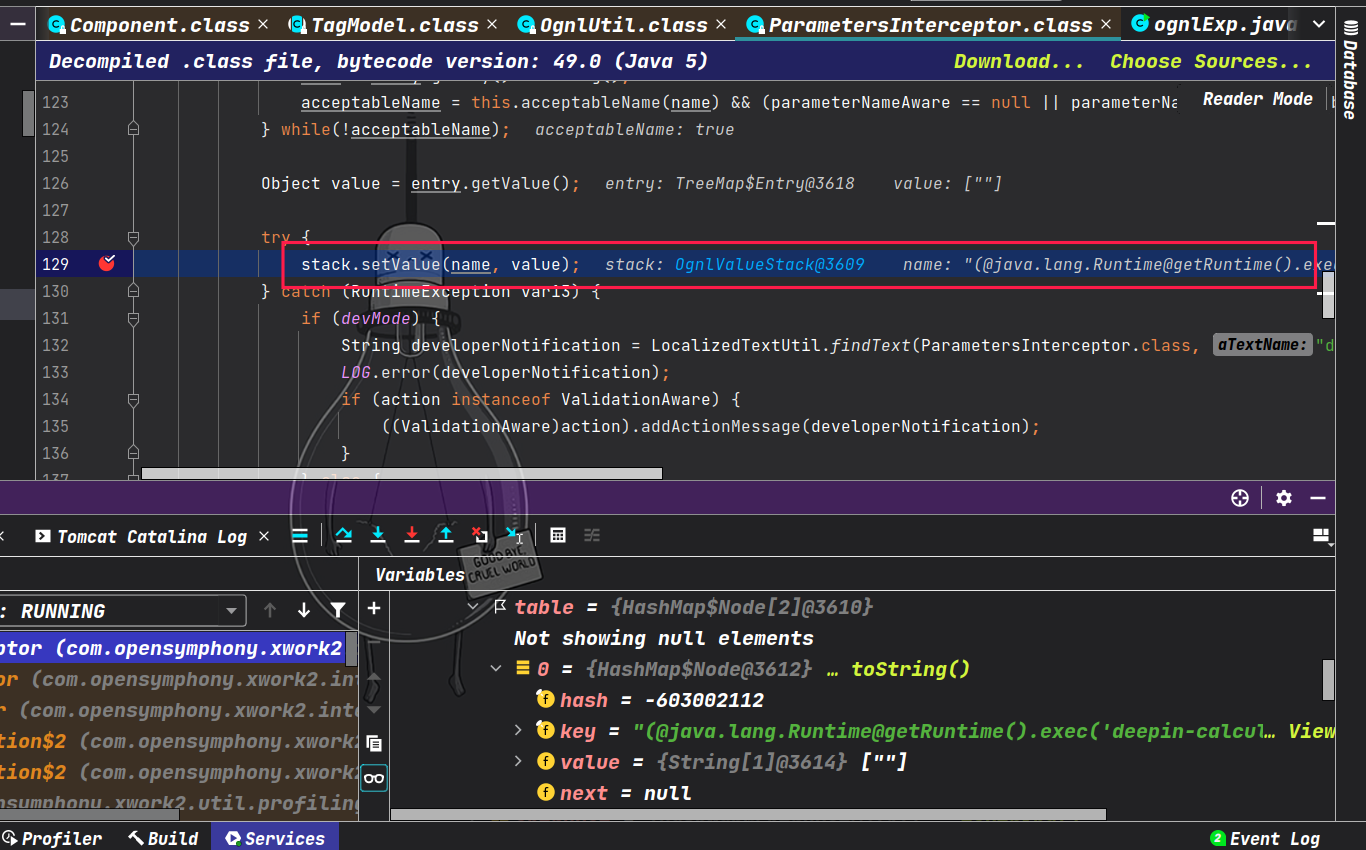 Component.class × TagModel.class × OgnlUtil.class × ParametersInterceptor.class × ognlExp.java
Decompiled .class file, bytecode version: 49.0 (Java 5) Download... Choose Sources...
Database
Reader Mode
123 acceptableName = this.acceptableName(name) && (parameterNameAware == null || parameterNa
124 } while(!acceptableName); acceptableName: true
125
126 Object value = entry.getValue(); entry: TreeMap$Entry@3618 value: [""]
127
128 try {
129 stack.setValue(name, value); stack: OgnlValueStack@3609 name: "(@java.lang.Runtime@getRuntime().exe
130 } catch (RuntimeException var13) {
131 if (devMode) {
132 String developerNotification = LocalizedTextUtil.findText(ParametersInterceptor.class, aTextName: "d
133 LOG.error(developerNotification);
134 if (action instanceof ValidationAware) {
135 ((ValidationAware)action).addActionMessage(developerNotification);
136 }
137 } else {
Tomcat Catalina Log ×
GOOD BYE,
CRUEL WORLD
Variables
: RUNNING
ptor (com.opensymphony.xwork2
or (com.opensymphony.xwork2.int
r (com.opensymphony.xwork2.inte
tion$2 (com.opensymphony.xwork2
tion$2 (com.opensymphony.xwork2
nsymphony.xwork2.util.profiling
table = {HashMap$Node[2]@3610}
Not showing null elements
0 = {HashMap$Node@3612} … toString()
hash = -603002112
key = "(@java.lang.Runtime@getRuntime().exec('deepin-calcul… View
value = {String[1]@3614} [""]
next = null
Profiler Build Services 2 Event Log